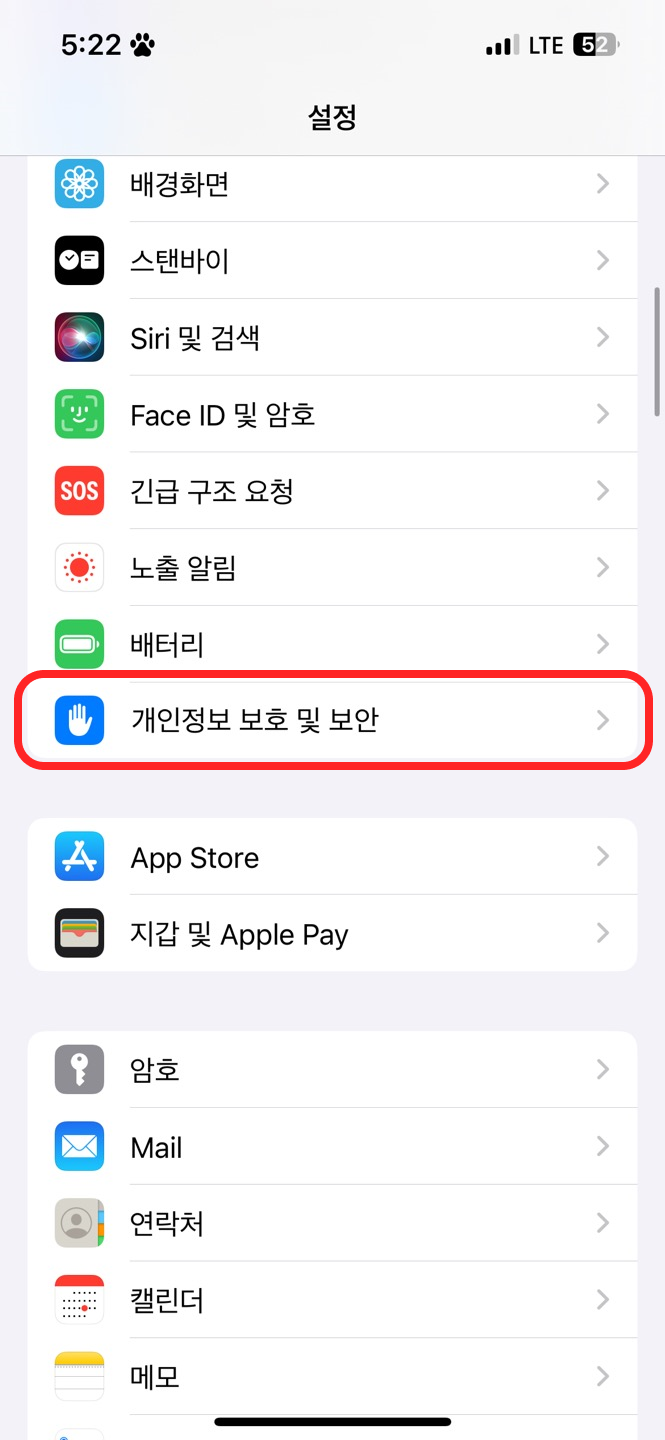 5:22
LTE 52
설정
배경화면
스탠바이
Siri 및 검색
Face ID 및 암호
SOS 긴급 구조 요청
노출 알림
배터리
개인정보 보호 및 보안
App Store
지갑 및 Apple Pay
암호
Mail
연락처
캘린더
메모